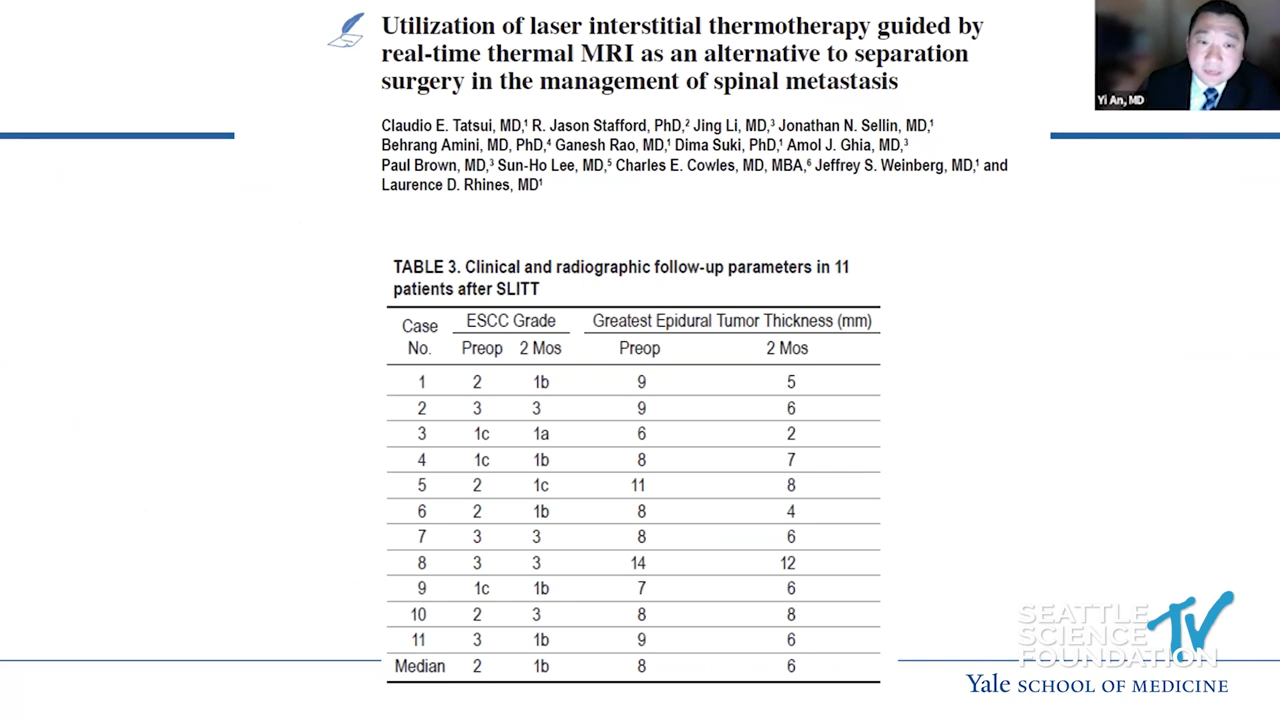 Utilization of laser interstitial thermotherapy guided by
real-time thermal MRI as an alternative to separation
surgery in the management of spinal metastasis
Yi An, MD
Claudio E. Tatsui, MD,¹ R. Jason Stafford, PhD,² Jing Li, MD,³ Jonathan N. Sellin, MD,¹
Behrang Amini, MD, PhD,⁴ Ganesh Rao, MD,¹ Dima Suki, PhD,¹ Amol J. Ghia, MD,³
Paul Brown, MD,³ Sun-Ho Lee, MD,⁵ Charles E. Cowles, MD, MBA,⁶ Jeffrey S. Weinberg, MD,¹ and
Laurence D. Rhines, MD¹
TABLE 3. Clinical and radiographic follow-up parameters in 11
patients after SLITT
Case No. ESCC Grade Greatest Epidural Tumor Thickness (mm)
Preop 2 Mos Preop 2 Mos
1 2 1b 9 5
2 3 3 9 6
3 1c 1a 6 2
4 1c 1b 8 7
5 2 1c 11 8
6 2 1b 8 4
7 3 3 8 6
8 3 3 14 12
9 1c 1b 7 6
10 2 3 8 8
11 3 1b 9 6
Median 2 1b 8 6
SEATTLE
SCIENCE
FOUNDATION
TV
Yale SCHOOL OF MEDICINE